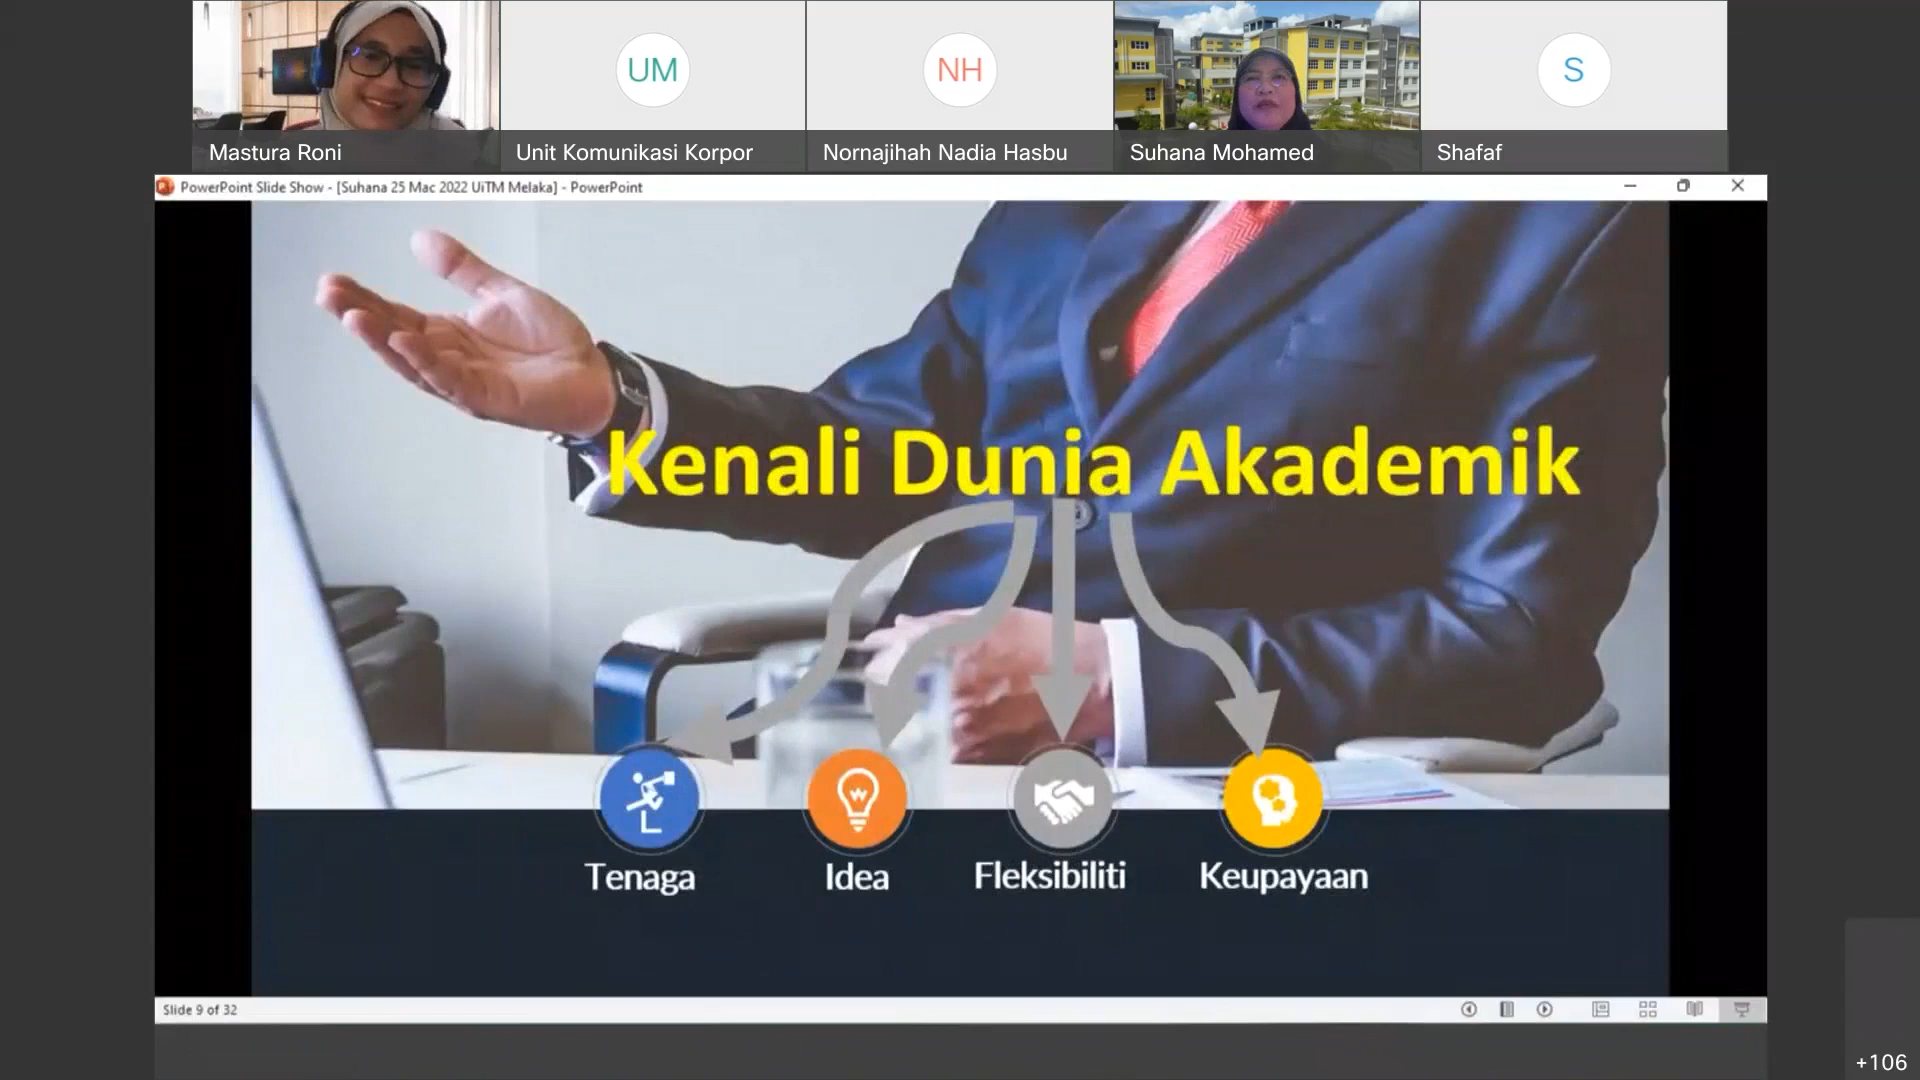 UM
NH
S
Mastura Roni
Unit Komunikasi Korpor
Nornajihah Nadia Hasbu
Suhana Mohamed
Shafaf
PowerPoint Slide Show - [Suhana 25 Mac 2022 UiTM Melaka] - PowerPoint
Kenali Dunia Akademik
Tenaga
Idea
Fleksibiliti
Keupayaan
Slide 9 of 32
+106